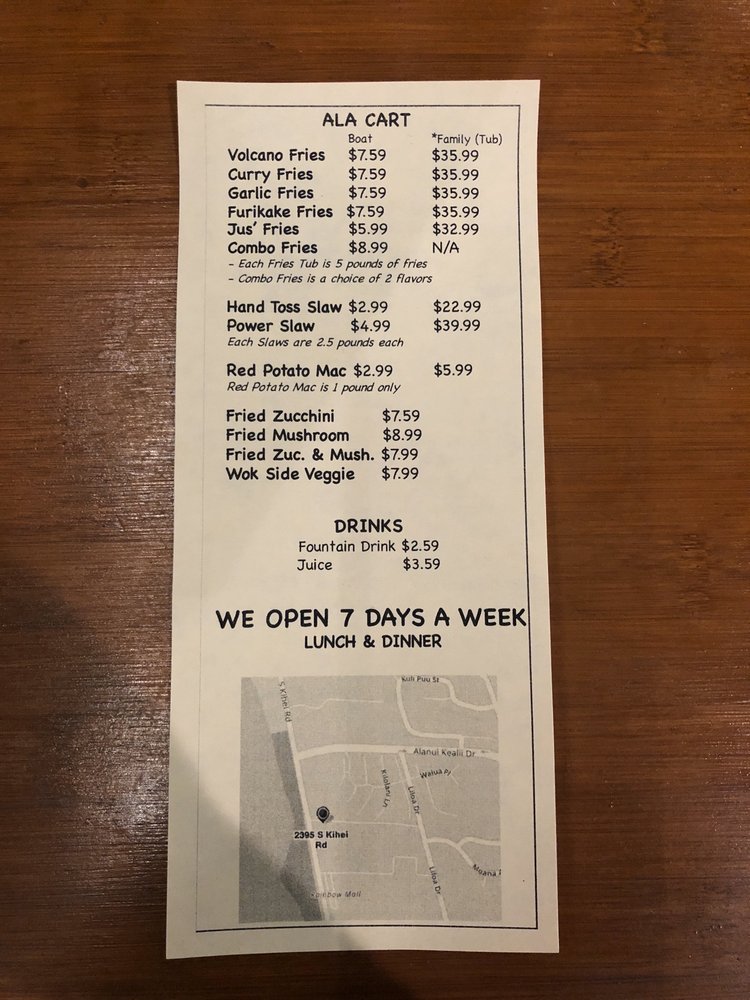 ALA CART
Boat *Family (Tub)
Volcano Fries $7.59 $35.99
Curry Fries $7.59 $35.99
Garlic Fries $7.59 $35.99
Furikake Fries $7.59 $35.99
Jus' Fries $5.99 $32.99
Combo Fries $8.99 N/A
- Each Fries Tub is 5 pounds of fries
- Combo Fries is a choice of 2 flavors
Hand Toss Slaw $2.99 $22.99
Power Slaw $4.99 $39.99
Each Slaws are 2.5 pounds each
Red Potato Mac $2.99 $5.99
Red Potato Mac is 1 pound only
Fried Zucchini $7.59
Fried Mushroom $8.99
Fried Zuc. & Mush. $7.99
Wok Side Veggie $7.99
DRINKS
Fountain Drink $2.59
Juice $3.59
WE OPEN 7 DAYS A WEEK
LUNCH & DINNER
Kuli Puu St
S Kihei Rd
Alanui Kealii Dr
Walua Pl
Kilolani Ln
Liloa Dr
2395 S Kihei
Rd
Liloa Dr
Moana
Rainbow Mall